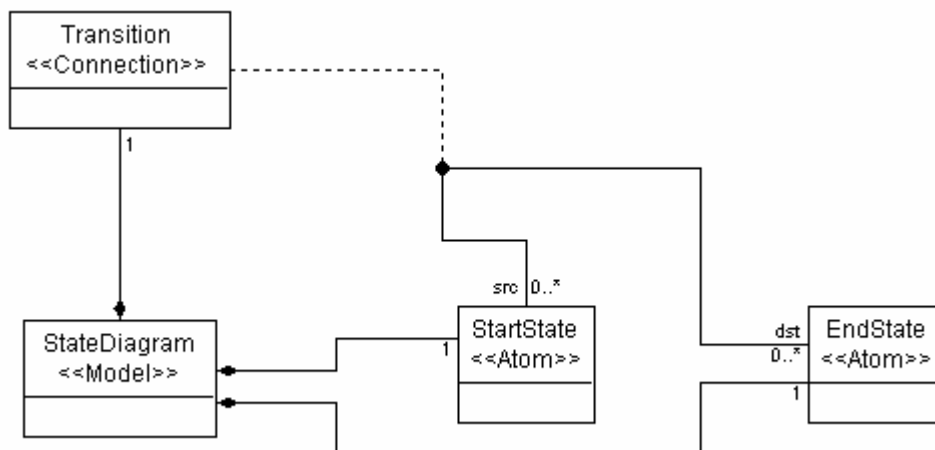 Transition
<<Connection>>
1
src 0..*
StateDiagram
<<Model>>
1
StartState
<<Atom>>
dst
0..*
1
EndState
<<Atom>>